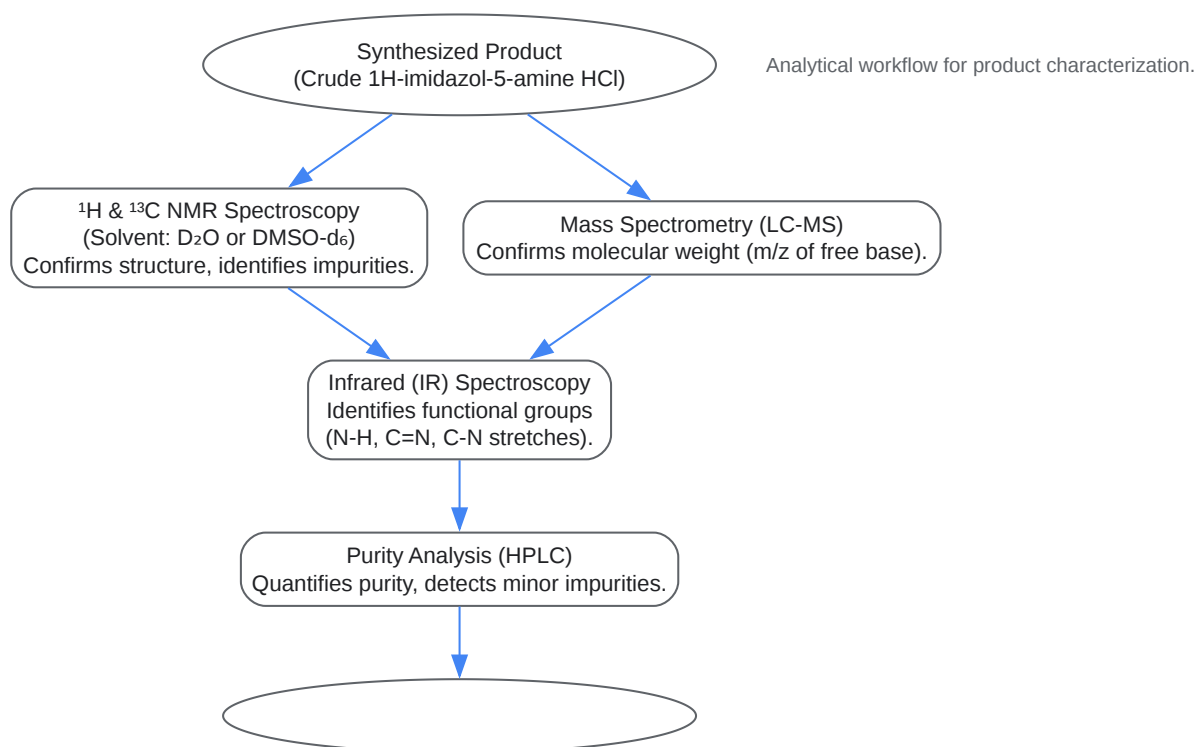 Synthesized Product
(Crude 1H-imidazol-5-amine HCl)
Analytical workflow for product characterization.
¹H & ¹³C NMR Spectroscopy
(Solvent: D₂O or DMSO-d₆)
Confirms structure, identifies impurities.
Mass Spectrometry (LC-MS)
Confirms molecular weight (m/z of free base).
Infrared (IR) Spectroscopy
Identifies functional groups
(N-H, C=N, C-N stretches).
Purity Analysis (HPLC)
Quantifies purity, detects minor impurities.